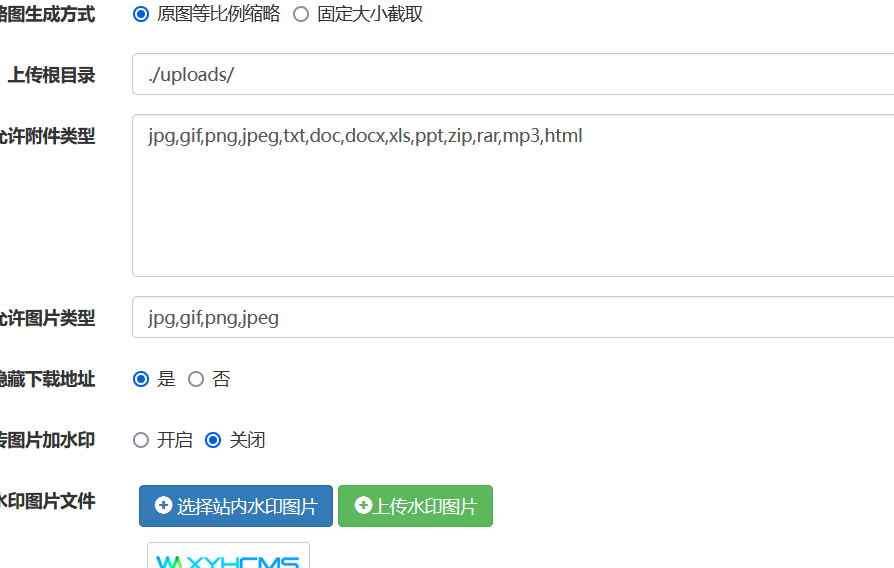 略图生成方式 原图等比例缩略 固定大小截取
上传根目录 ./uploads/
允许附件类型 jpg,gif,png,jpeg,txt,doc,docx,xls,ppt,zip,rar,mp3,html
允许图片类型 jpg,gif,png,jpeg
隐藏下载地址 是 否
传图片加水印 开启 关闭
水印图片文件 选择站内水印图片 上传水印图片
XYHCMS